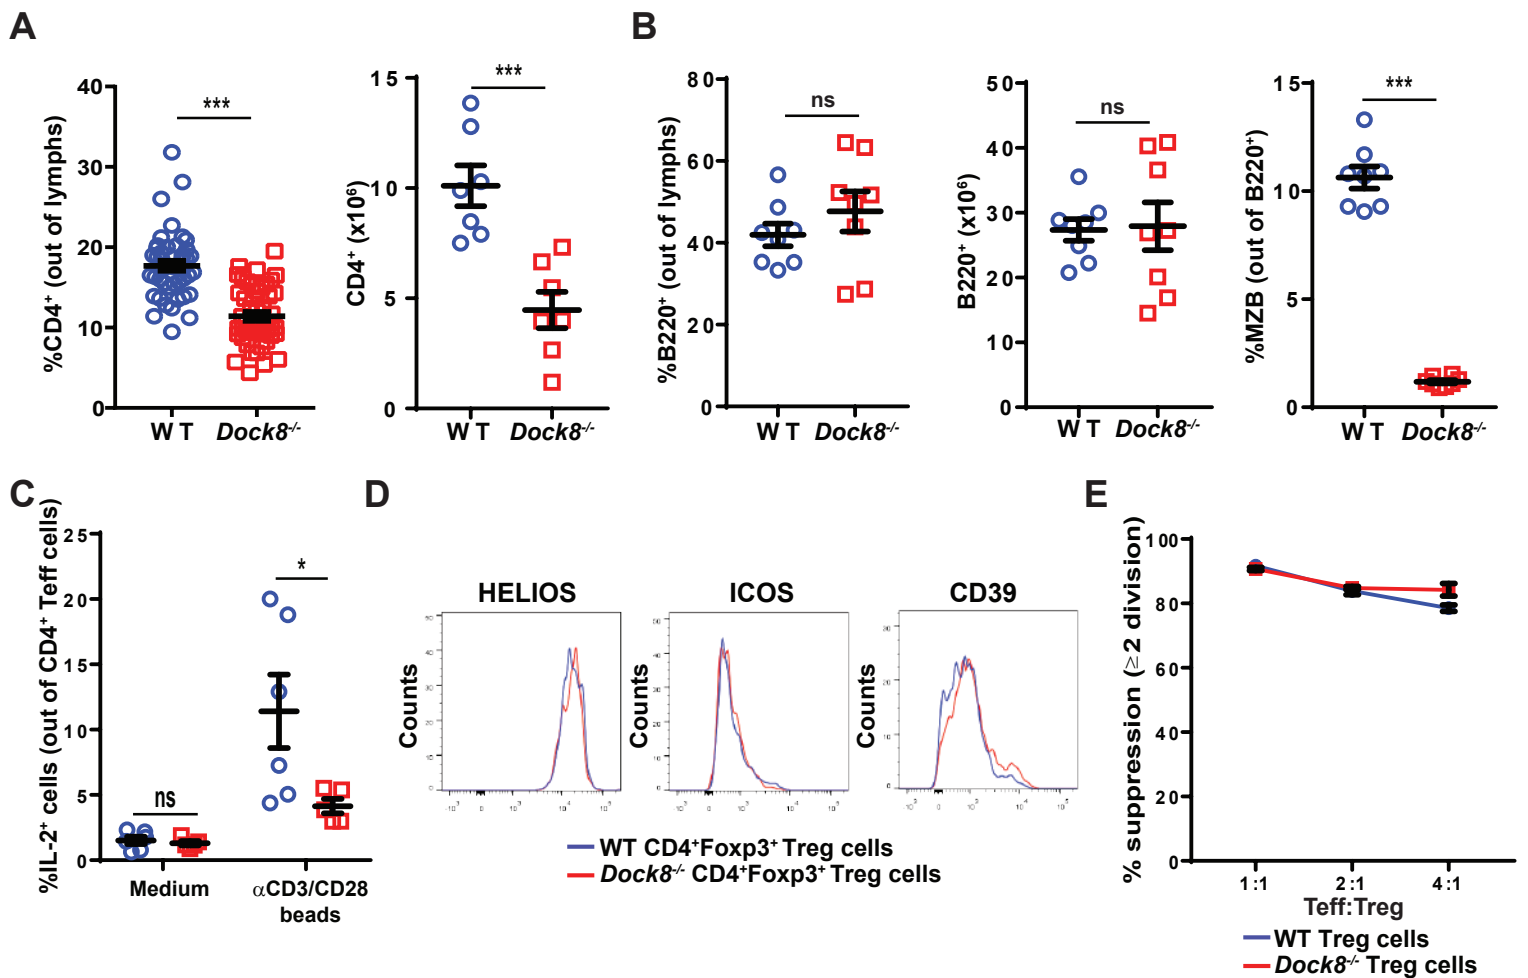 A
B
%CD4⁺ (out of lymphs)
40
30
20
10
0
***
WT Dock8⁻/⁻
CD4⁺ (x10⁶)
15
10
5
0
***
WT Dock8⁻/⁻
%B220⁺ (out of lymphs)
80
60
40
20
0
ns
WT Dock8⁻/⁻
B220⁺ (x10⁶)
50
40
30
20
10
0
ns
WT Dock8⁻/⁻
%MZB (out of B220⁺)
15
10
5
0
***
WT Dock8⁻/⁻
C
D
E
%IL-2⁺ cells (out of CD4⁺ Teff cells)
25
20
15
10
5
0
ns
*
Medium
αCD3/CD28
beads
HELIOS
ICOS
CD39
Counts
Counts
Counts
WT CD4⁺Foxp3⁺ Treg cells
Dock8⁻/⁻ CD4⁺Foxp3⁺ Treg cells
% suppression (≥2 division)
100
80
60
40
20
0
1:1 2:1 4:1
Teff:Treg
WT Treg cells
Dock8⁻/⁻ Treg cells